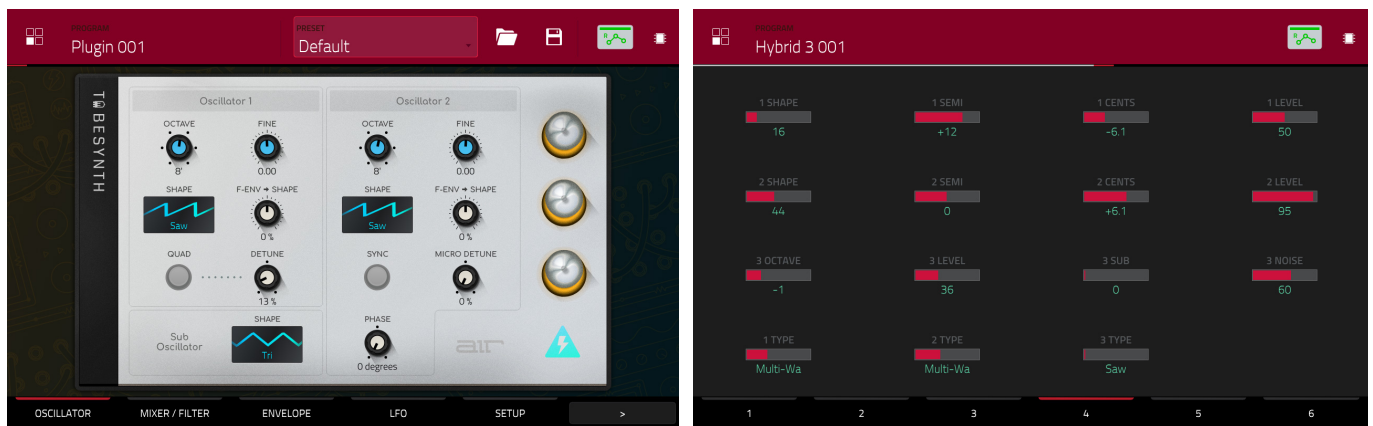 PROGRAM
Plugin 001
PRESET
Default
TUBESYNTH
Oscillator 1
Oscillator 2
OCTAVE
FINE
OCTAVE
FINE
8'
0.00
8'
0.00
SHAPE
F-ENV → SHAPE
SHAPE
F-ENV → SHAPE
Saw
0 %
Saw
0 %
QUAD
DETUNE
SYNC
MICRO DETUNE
13 %
0 %
Sub
Oscillator
SHAPE
Tri
PHASE
0 degrees
air
OSCILLATOR
MIXER / FILTER
ENVELOPE
LFO
SETUP
>
PROGRAM
Hybrid 3 001
1 SHAPE
1 SEMI
1 CENTS
1 LEVEL
16
+12
-6.1
50
2 SHAPE
2 SEMI
2 CENTS
2 LEVEL
44
0
+6.1
95
3 OCTAVE
3 LEVEL
3 SUB
3 NOISE
-1
36
0
60
1 TYPE
2 TYPE
3 TYPE
Multi-Wa
Multi-Wa
Saw
1
2
3
4
5
6